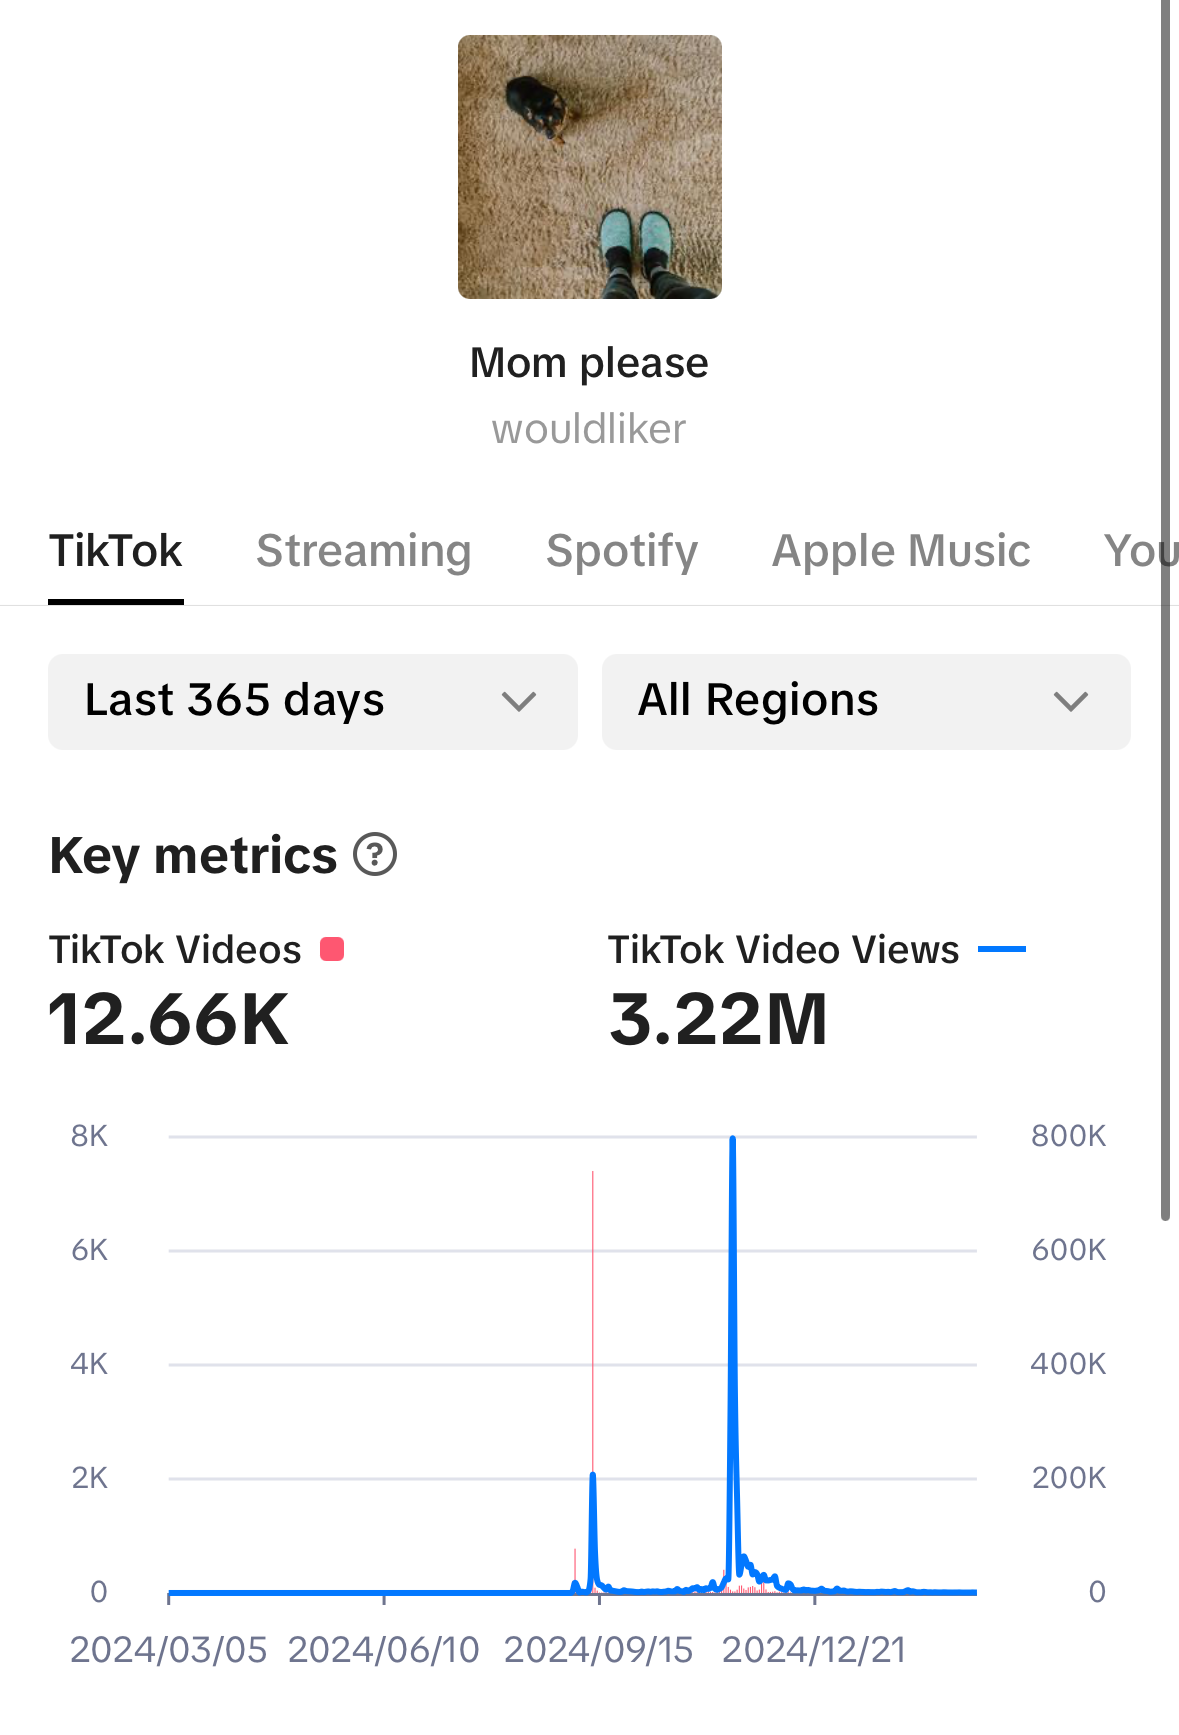 Mom please
wouldliker
TikTok Streaming Spotify Apple Music You
Last 365 days All Regions
Key metrics ?
TikTok Videos TikTok Video Views
12.66K 3.22M
8K 800K
6K 600K
4K 400K
2K 200K
0 0
2024/03/05 2024/06/10 2024/09/15 2024/12/21